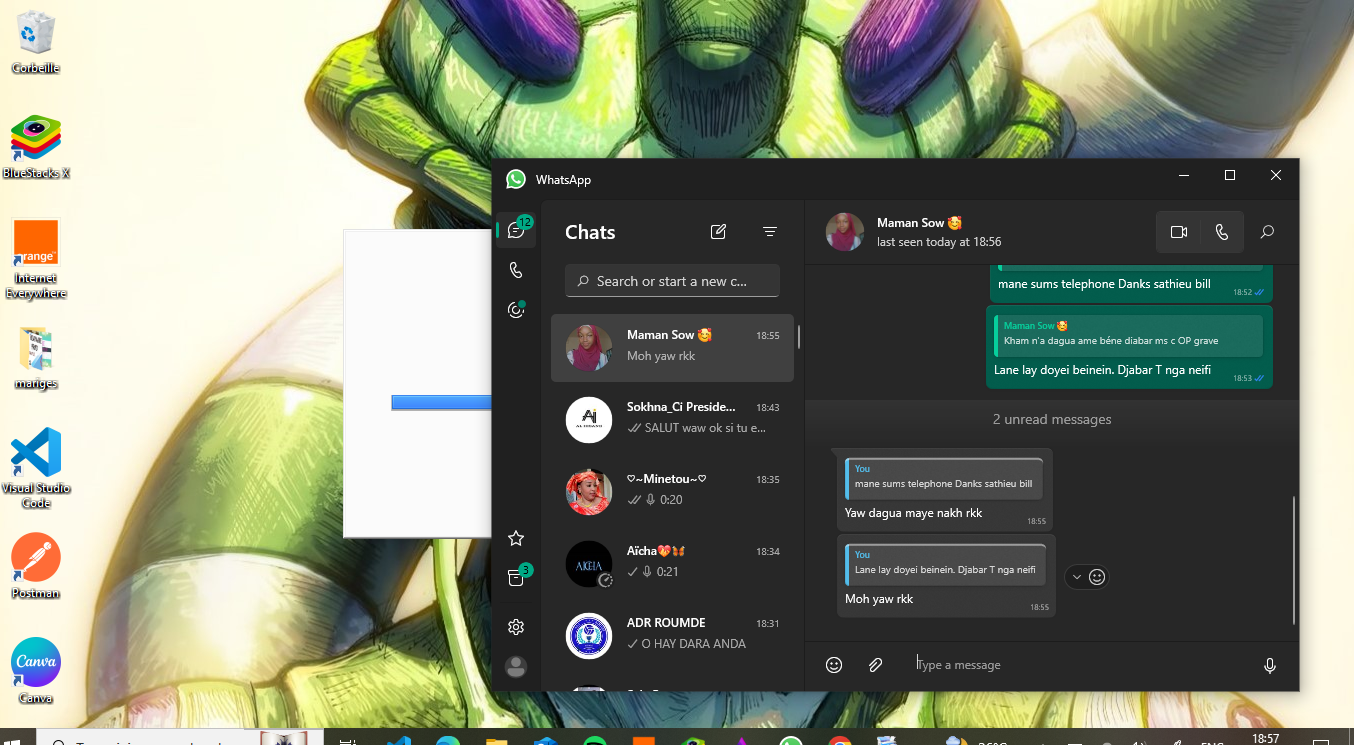 Corbeille
BlueStacks X
range™
Internet
Everywhere
mariges
Visual Studio
Code
Postman
Canva
Canva
WhatsApp
12
Chats
Search or start a new c...
Maman Sow 🥰 18:55
Moh yaw rkk
Sokhna_Ci Preside... 18:43
SALUT waw ok si tu e...
♡~Minetou~♡ 18:35
0:20
Aïcha💖🦋 18:34
0:21
ADR ROUMDE 18:31
O HAY DARA ANDA
3
Maman Sow 🥰
last seen today at 18:56
mane sums telephone Danks sathieu bill
18:52
Maman Sow 🥰
Kham n'a dagua ame béne diabar ms c OP grave
Lane lay doyei beinein. Djabar T nga neifi
18:53
2 unread messages
You
mane sums telephone Danks sathieu bill
Yaw dagua maye nakh rkk
18:55
You
Lane lay doyei beinein. Djabar T nga neifi
Moh yaw rkk
18:55
Type a message
18:57